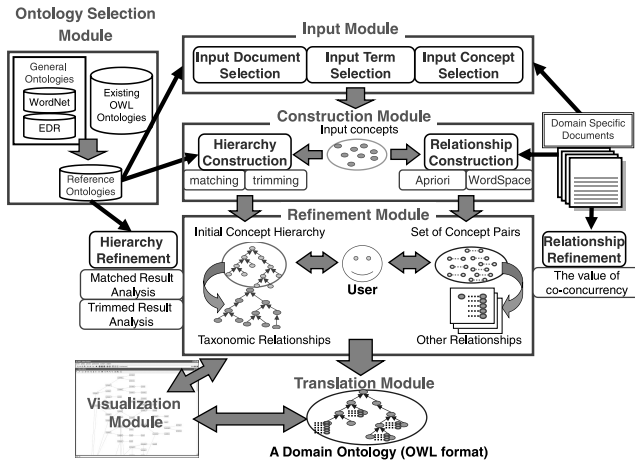 Ontology Selection
Module
General
Ontologies
WordNet
EDR
Existing
OWL
Ontologies
Reference
Ontologies
Input Module
Input Document
Selection
Input Term
Selection
Input Concept
Selection
Construction Module
Hierarchy
Construction
matching
trimming
Input concepts
Relationship
Construction
Apriori
WordSpace
Domain Specific
Documents
Hierarchy
Refinement
Matched Result
Analysis
Trimmed Result
Analysis
Refinement Module
Initial Concept Hierarchy
Set of Concept Pairs
User
Taxonomic Relationships
Other Relationships
Relationship
Refinement
The value of
co-concurrency
Visualization
Module
Translation Module
A Domain Ontology (OWL format)